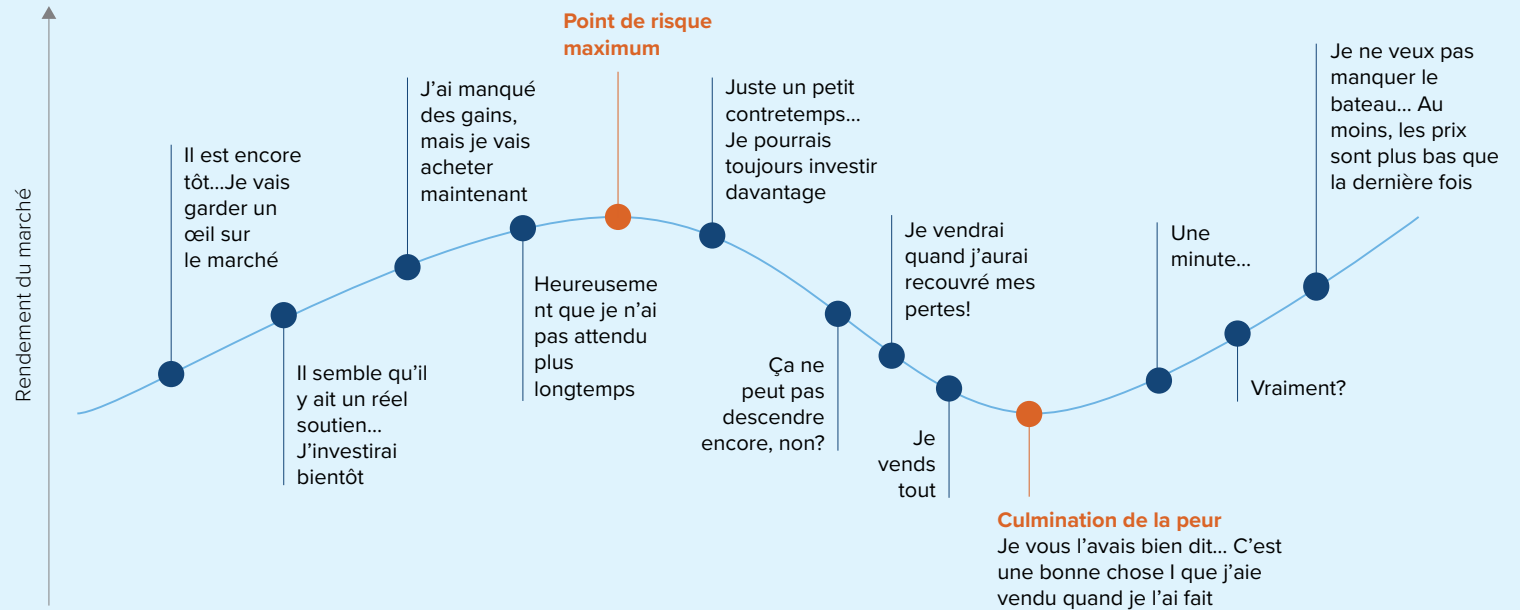 Rendement du marché
Il est encore
tôt...Je vais
garder un
œil sur
le marché
Il semble qu’il
y ait un réel
soutien...
J’investirai
bientôt
J’ai manqué
des gains,
mais je vais
acheter
maintenant
Heureuseme
nt que je n’ai
pas attendu
plus
longtemps
Point de risque
maximum
Juste un petit
contretemps...
Je pourrais
toujours investir
davantage
Ça ne
peut pas
descendre
encore, non?
Je vendrai
quand j’aurai
recouvré mes
pertes!
Je
vends
tout
Culmination de la peur
Je vous l’avais bien dit... C’est
une bonne chose I que j’aie
vendu quand je l’ai fait
Une
minute...
Vraiment?
Je ne veux pas
manquer le
bateau... Au
moins, les prix
sont plus bas que
la dernière fois